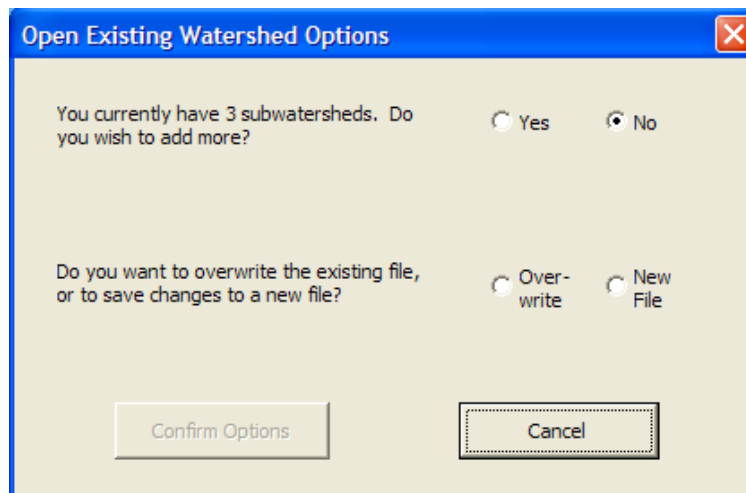 Open Existing Watershed Options
You currently have 3 subwatersheds. Do
you wish to add more?
Yes
No
Do you want to overwrite the existing file,
or to save changes to a new file?
Over-
write
New
File
Confirm Options
Cancel